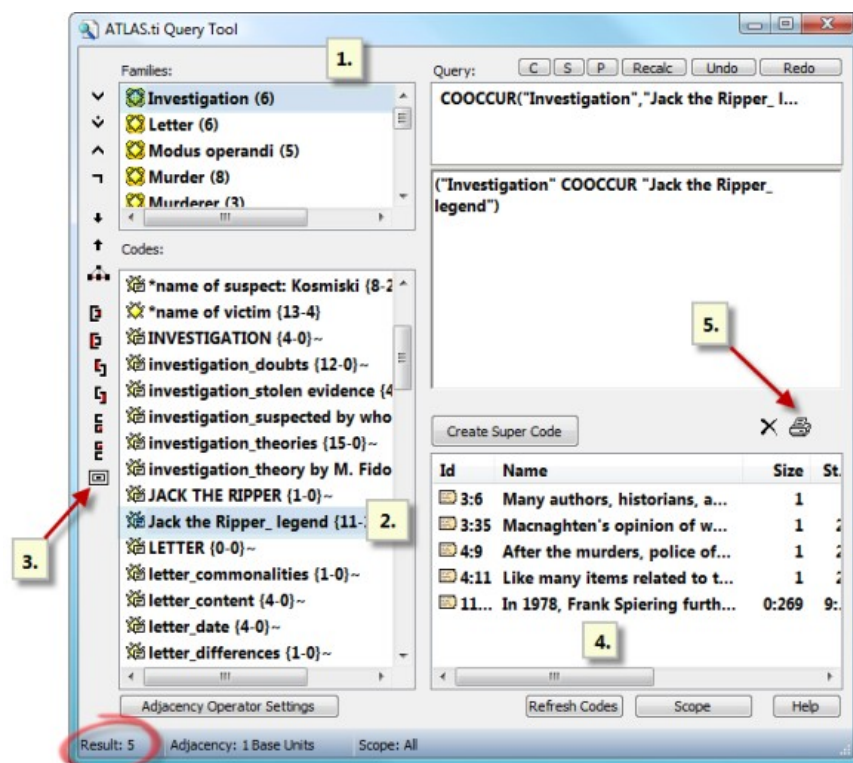 ATLAS.ti Query Tool
1.
Families:
Investigation (6)
Letter (6)
Modus operandi (5)
Murder (8)
Murderer (3)
Query:
C S P Recalc Undo Redo
COOCCUR("Investigation","Jack the Ripper_ l...
("Investigation" COOCCUR "Jack the Ripper_
legend")
Codes:
*name of suspect: Kosmiski {8-2
*name of victim {13-4}
INVESTIGATION {4-0}~
investigation_doubts {12-0}~
investigation_stolen evidence {4
investigation_suspected by who
investigation_theories {15-0}~
investigation_theory by M. Fido
JACK THE RIPPER {1-0}~
Jack the Ripper_ legend {11-
2.
LETTER {0-0}~
letter_commonalities {1-0}~
letter_content {4-0}~
letter_date {4-0}~
letter_differences {1-0}~
3.
5.
Create Super Code
Id Name Size St.
3:6 Many authors, historians, a... 1
3:35 Macnaghten's opinion of w... 1 2
4:9 After the murders, police of... 1
4:11 Like many items related to t... 1 2
11... In 1978, Frank Spiering furth... 0:269 9:.
4.
Adjacency Operator Settings
Refresh Codes Scope Help
Result: 5 Adjacency: 1 Base Units Scope: All